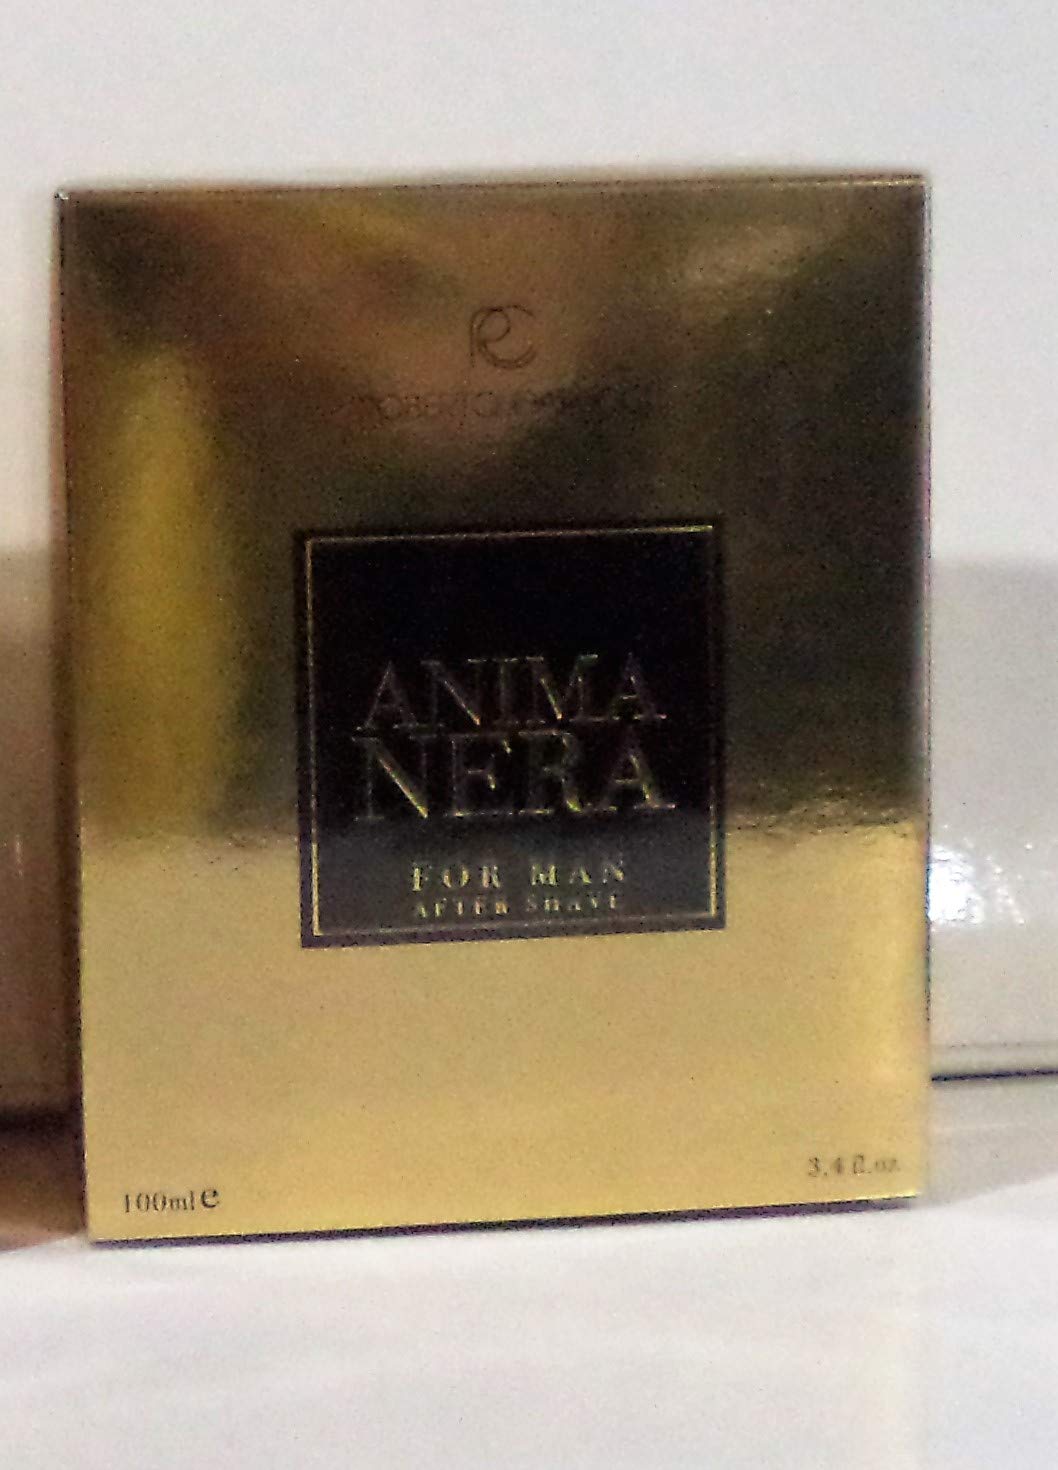 RC
ANIMA
NERA
FOR MAN
AFTER SHAVE
100ml e
3.4 fl.oz